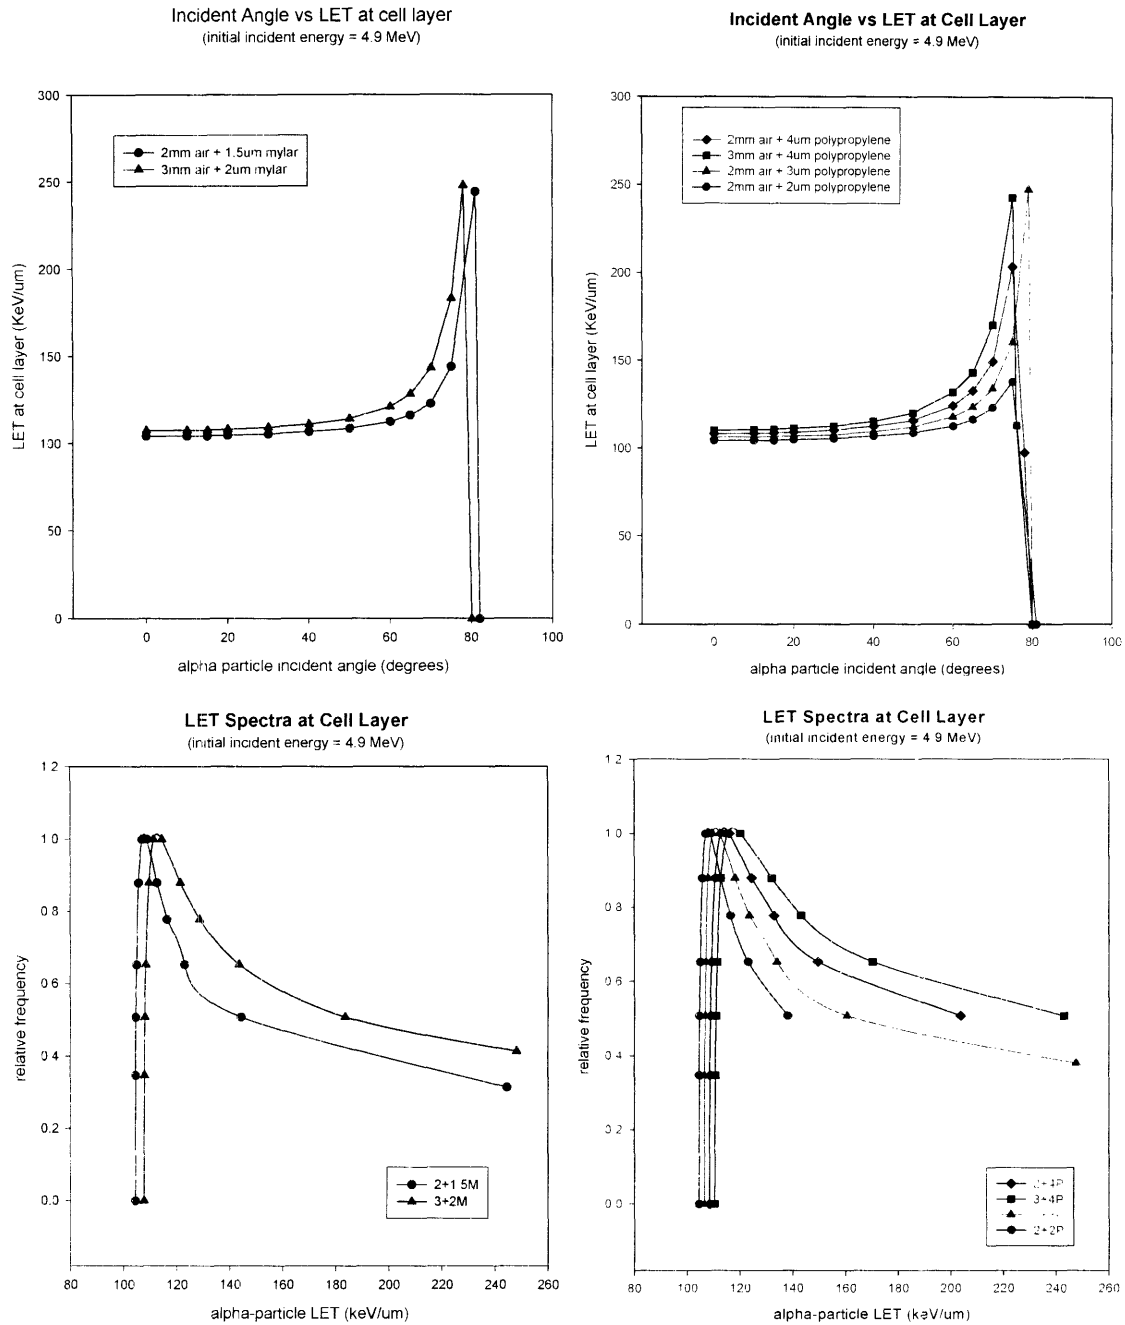 Incident Angle vs LET at cell layer
(initial incident energy = 4.9 MeV)
300
250
200
150
100
50
0
LET at cell layer (KeV/um)
2mm air + 1.5um mylar
3mm air + 2um mylar
0
20
40
60
80
100
alpha particle incident angle (degrees)
Incident Angle vs LET at Cell Layer
(initial incident energy = 4.9 MeV)
300
250
200
150
100
50
0
LET at cell layer (KeV/um)
2mm air + 4um polypropylene
3mm air + 4um polypropylene
2mm air + 3um polypropylene
2mm air + 2um polypropylene
0
20
40
60
80
100
alpha particle incident angle (degrees)
LET Spectra at Cell Layer
(initial incident energy = 4.9 MeV)
1.2
1.0
0.8
0.6
0.4
0.2
0.0
relative frequency
2+1.5M
3+2M
80
100
120
140
160
180
200
220
240
260
alpha-particle LET (keV/um)
LET Spectra at Cell Layer
(initial incident energy = 4.9 MeV)
1.2
1.0
0.8
0.6
0.4
0.2
0.0
relative frequency
2+4P
3+4P
2+2P
80
100
120
140
160
180
200
220
240
260
alpha-particle LET (keV/um)